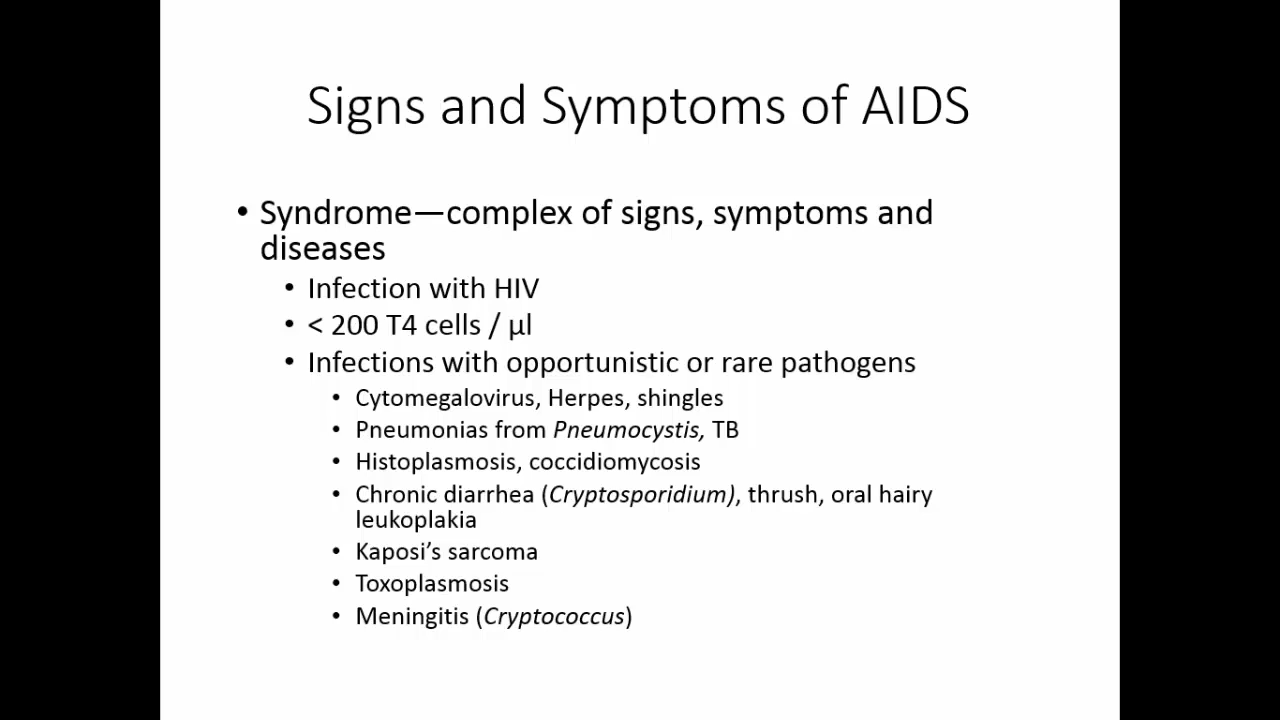 Signs and Symptoms of AIDS
• Syndrome—complex of signs, symptoms and
diseases
• Infection with HIV
• < 200 T4 cells / µl
• Infections with opportunistic or rare pathogens
• Cytomegalovirus, Herpes, shingles
• Pneumonias from Pneumocystis, TB
• Histoplasmosis, coccidiomycosis
• Chronic diarrhea (Cryptosporidium), thrush, oral hairy
leukoplakia
• Kaposi’s sarcoma
• Toxoplasmosis
• Meningitis (Cryptococcus)